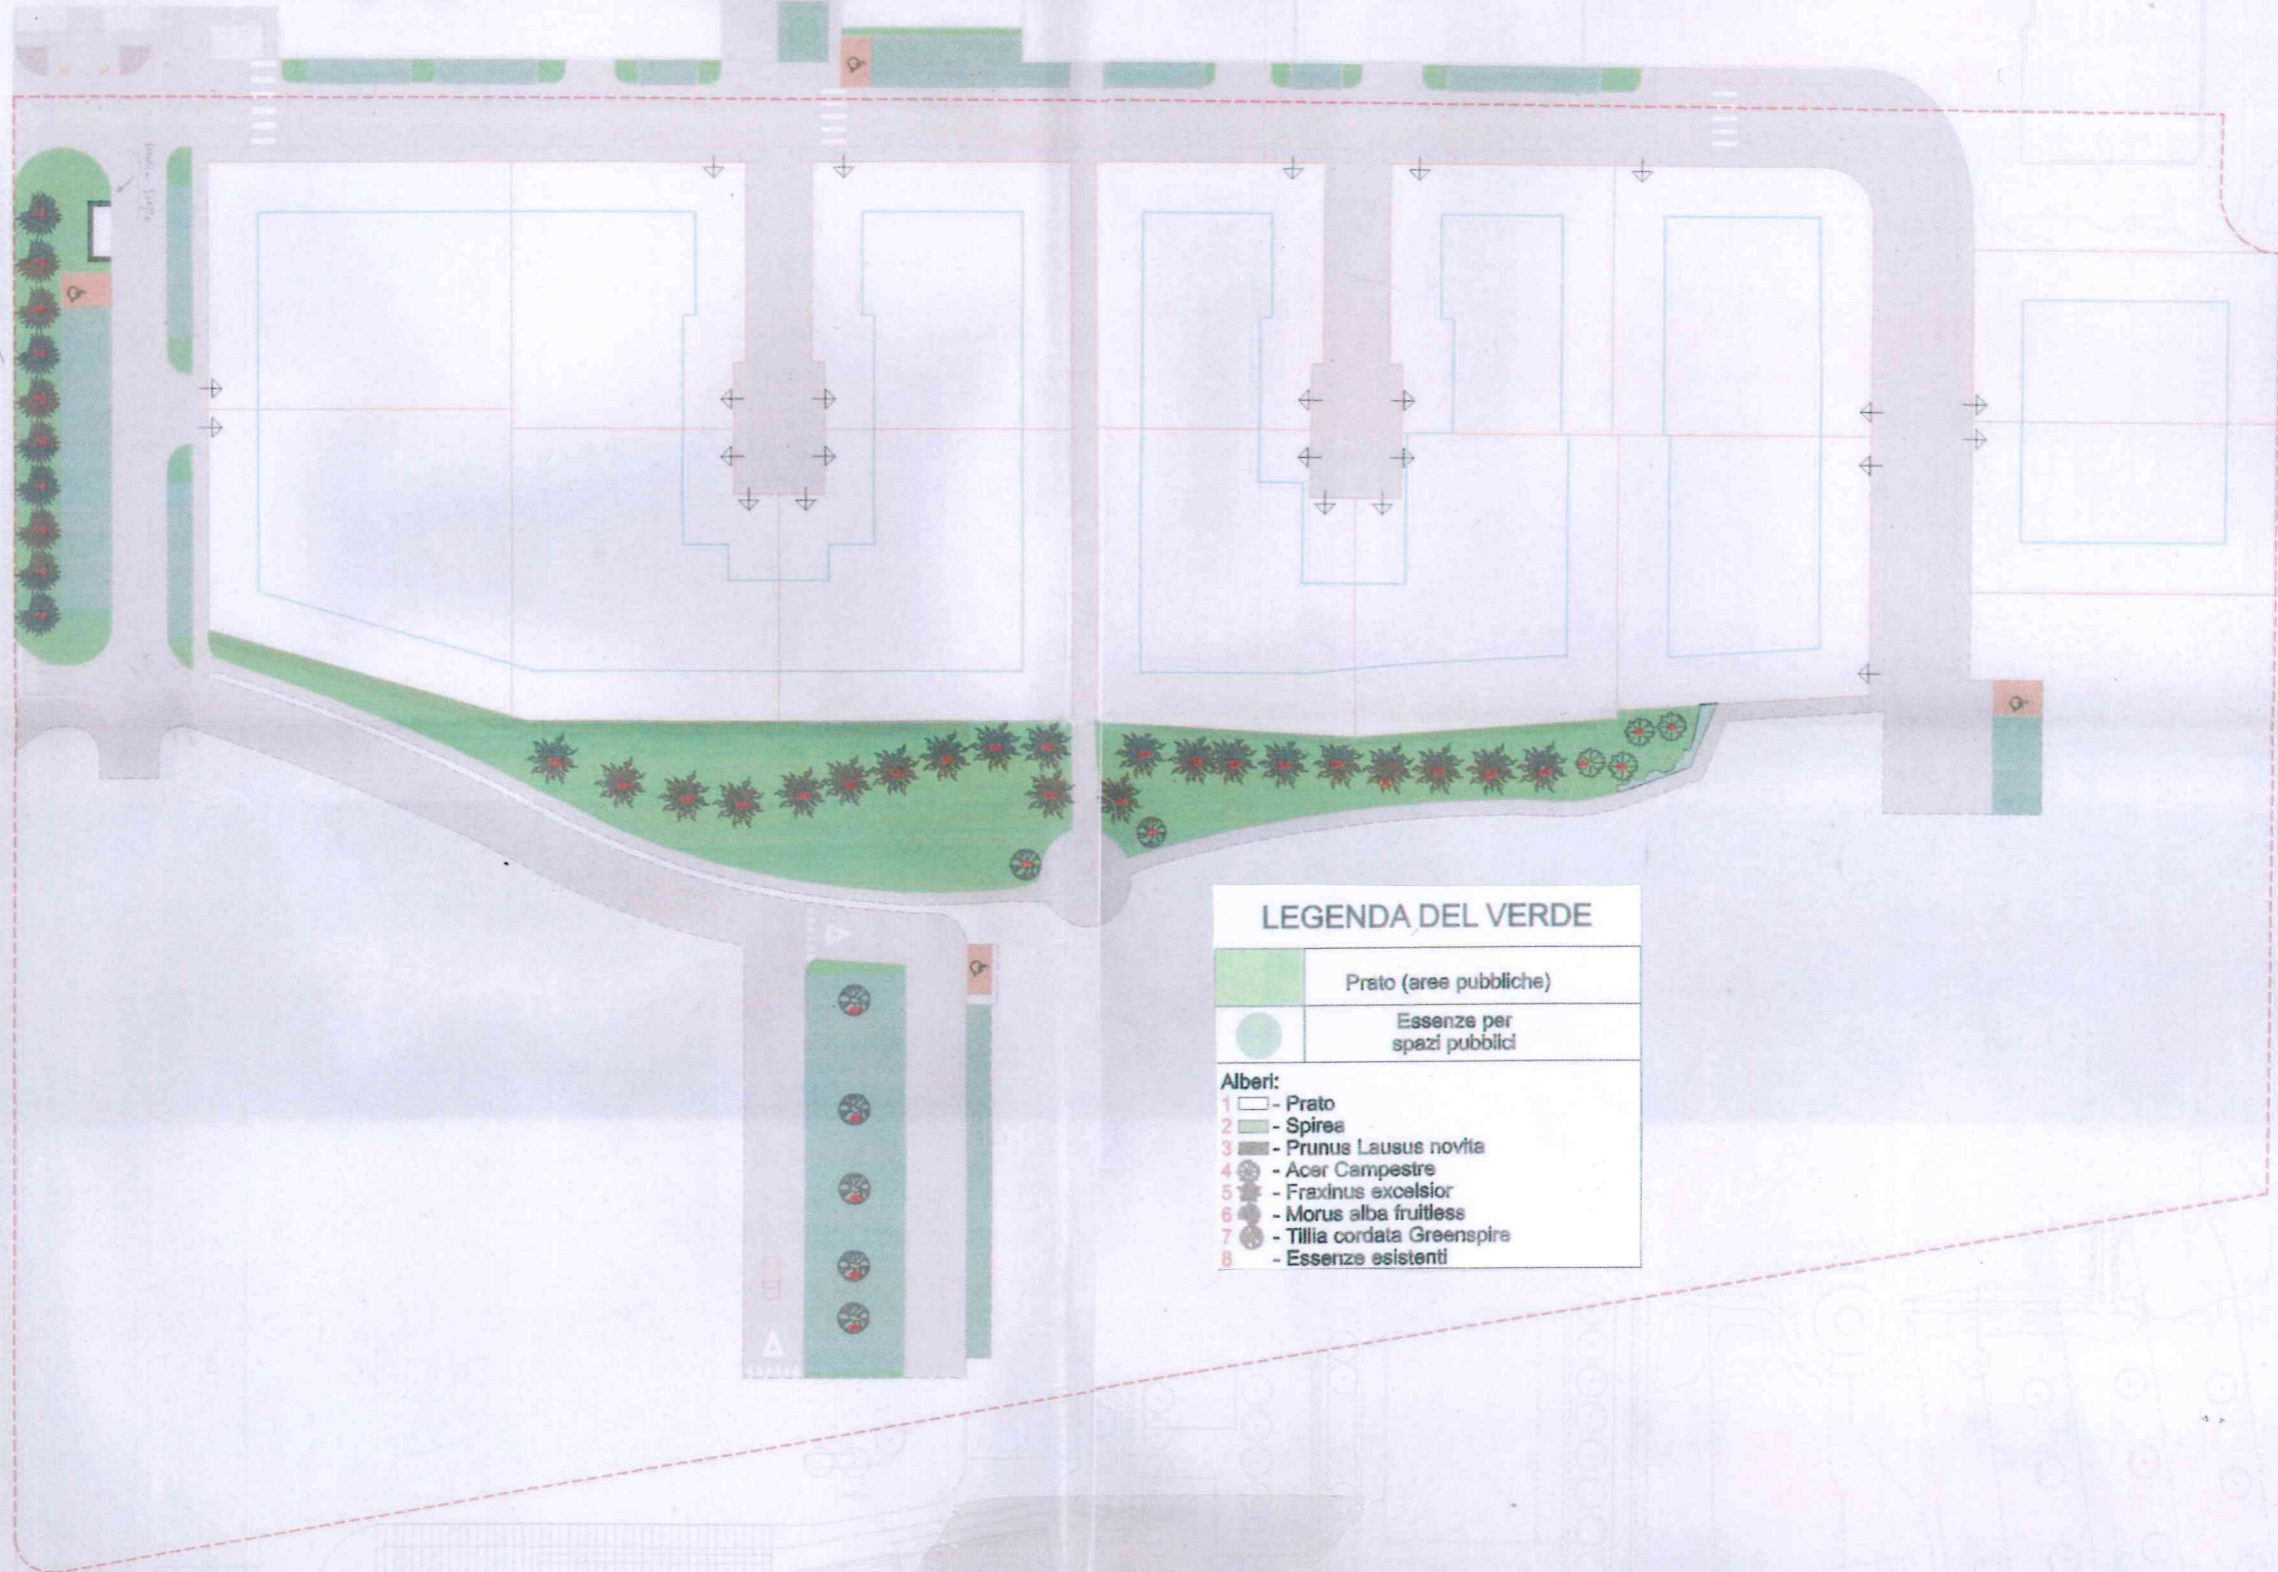 LEGENDA DEL VERDE
Prato (aree pubbliche)
Essenze per
spazi pubblici
Alberi:
1 - Prato
2 - Spirea
3 - Prunus Lausus novita
4 - Acer Campestre
5 - Fraxinus excelsior
6 - Morus alba fruitless
7 - Tillia cordata Greenspire
8 - Essenze esistenti